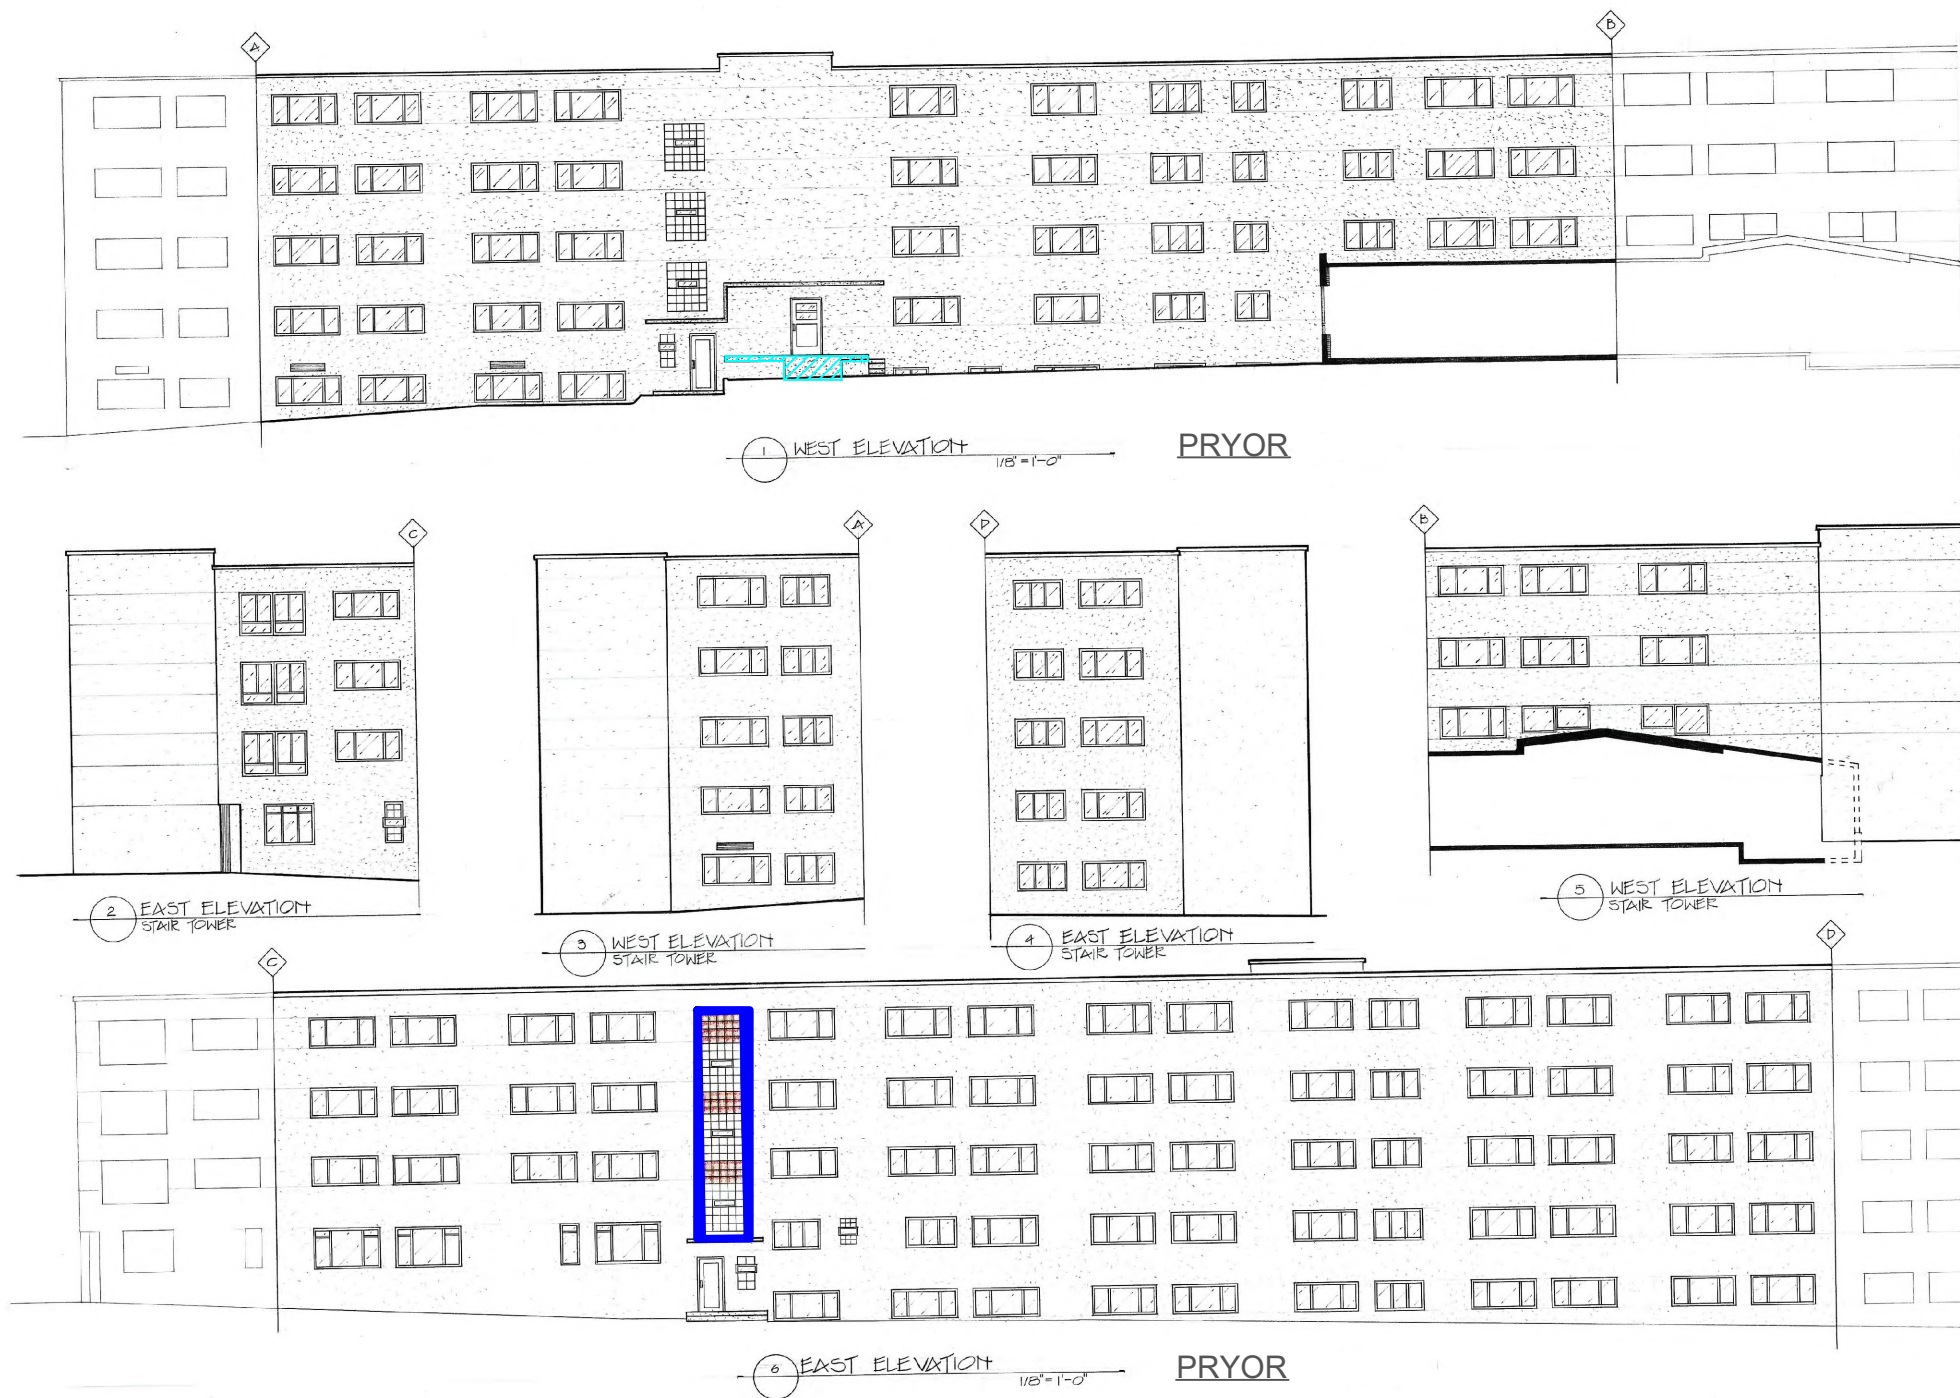 A
B
1 WEST ELEVATION
1/8"=1'-0"
PRYOR
C
A
D
B
2 EAST ELEVATION
STAIR TOWER
3 WEST ELEVATION
STAIR TOWER
4 EAST ELEVATION
STAIR TOWER
5 WEST ELEVATION
STAIR TOWER
C
D
6 EAST ELEVATION
1/8"=1'-0"
PRYOR